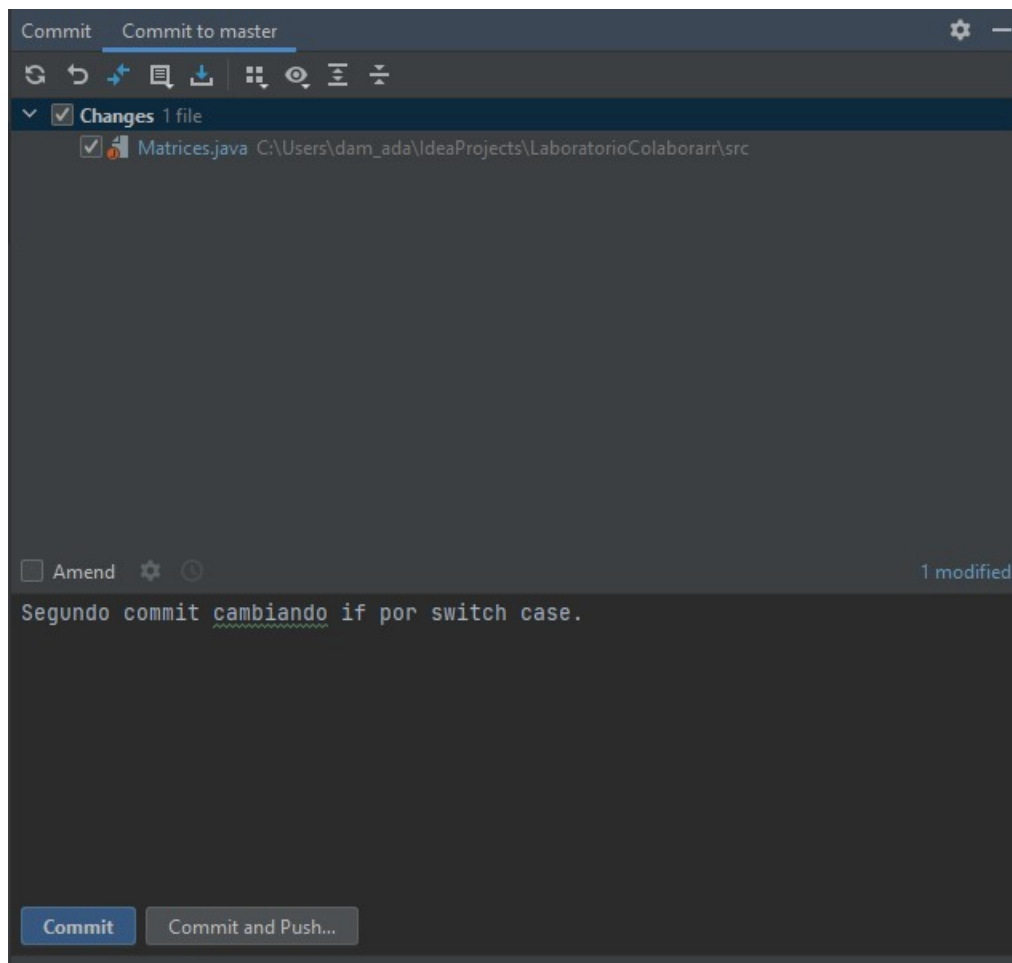 Commit Commit to master
Changes 1 file
Matrices.java C:\Users\dam_ada\IdeaProjects\LaboratorioColaborarr\src
Amend 1 modified
Segundo commit cambiando if por switch case.
Commit Commit and Push...